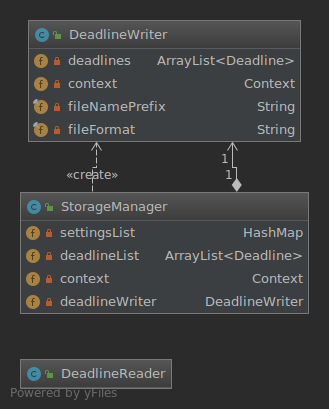 DeadlineWriter
deadlines ArrayList<Deadline>
context Context
fileNamePrefix String
fileFormat String
1
«create» 1
StorageManager
settingsList HashMap
deadlineList ArrayList<Deadline>
context Context
deadlineWriter DeadlineWriter
DeadlineReader
Powered by yFiles